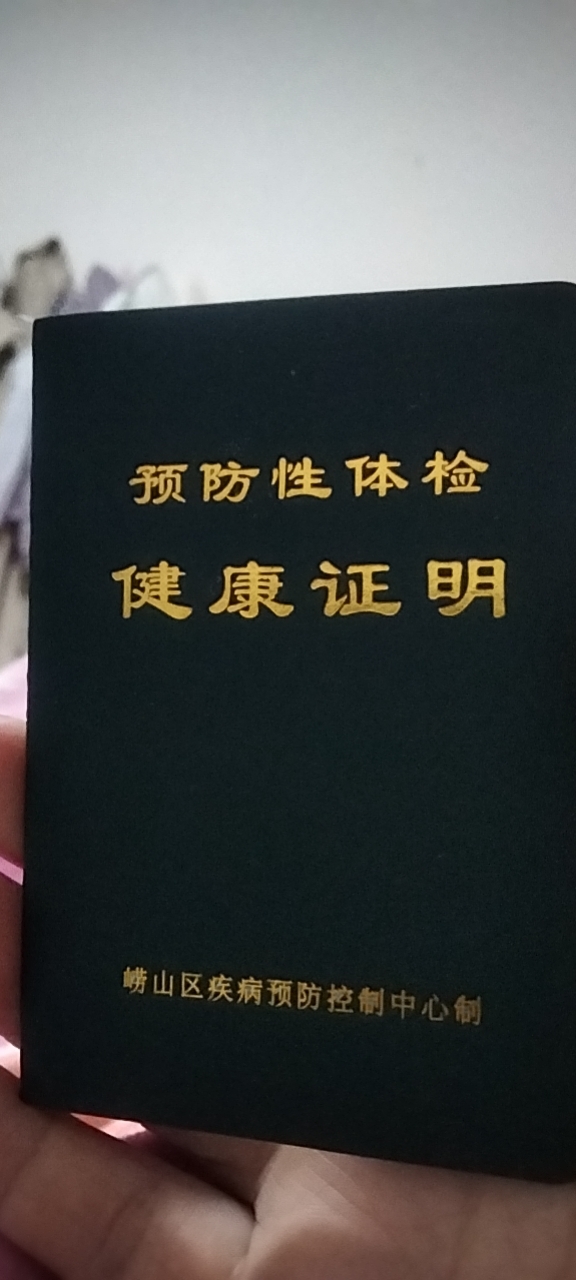 预防性体检
健康证明
崂山区疾病预防控制中心制